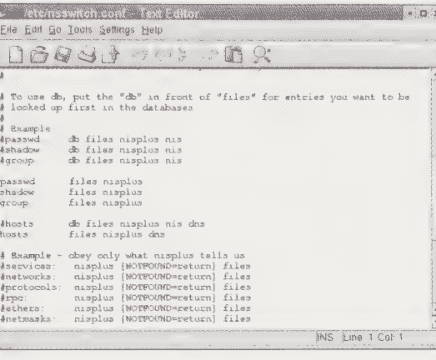 /etc/nsswitch.conf - Text Editor
File Edit Go Tools Settings Help
#
# To use db, put the "db" in front of "files" for entries you want to be
# looked up first in the databases
#
# Example
#passwd db files nisplus nis
#shadow db files nisplus nis
#group db files nisplus nis
passwd files nisplus
shadow files nisplus
group files nisplus
#hosts db files nisplus nis dns
hosts files nisplus dns
# Example - obey only what nisplus tells us
#services: nisplus [NOTFOUND=return] files
#networks: nisplus [NOTFOUND=return] files
#protocols: nisplus [NOTFOUND=return] files
#rpc: nisplus [NOTFOUND=return] files
#ethers: nisplus [NOTFOUND=return] files
#netmasks: nisplus [NOTFOUND=return] files
INS Line 1 Col 1